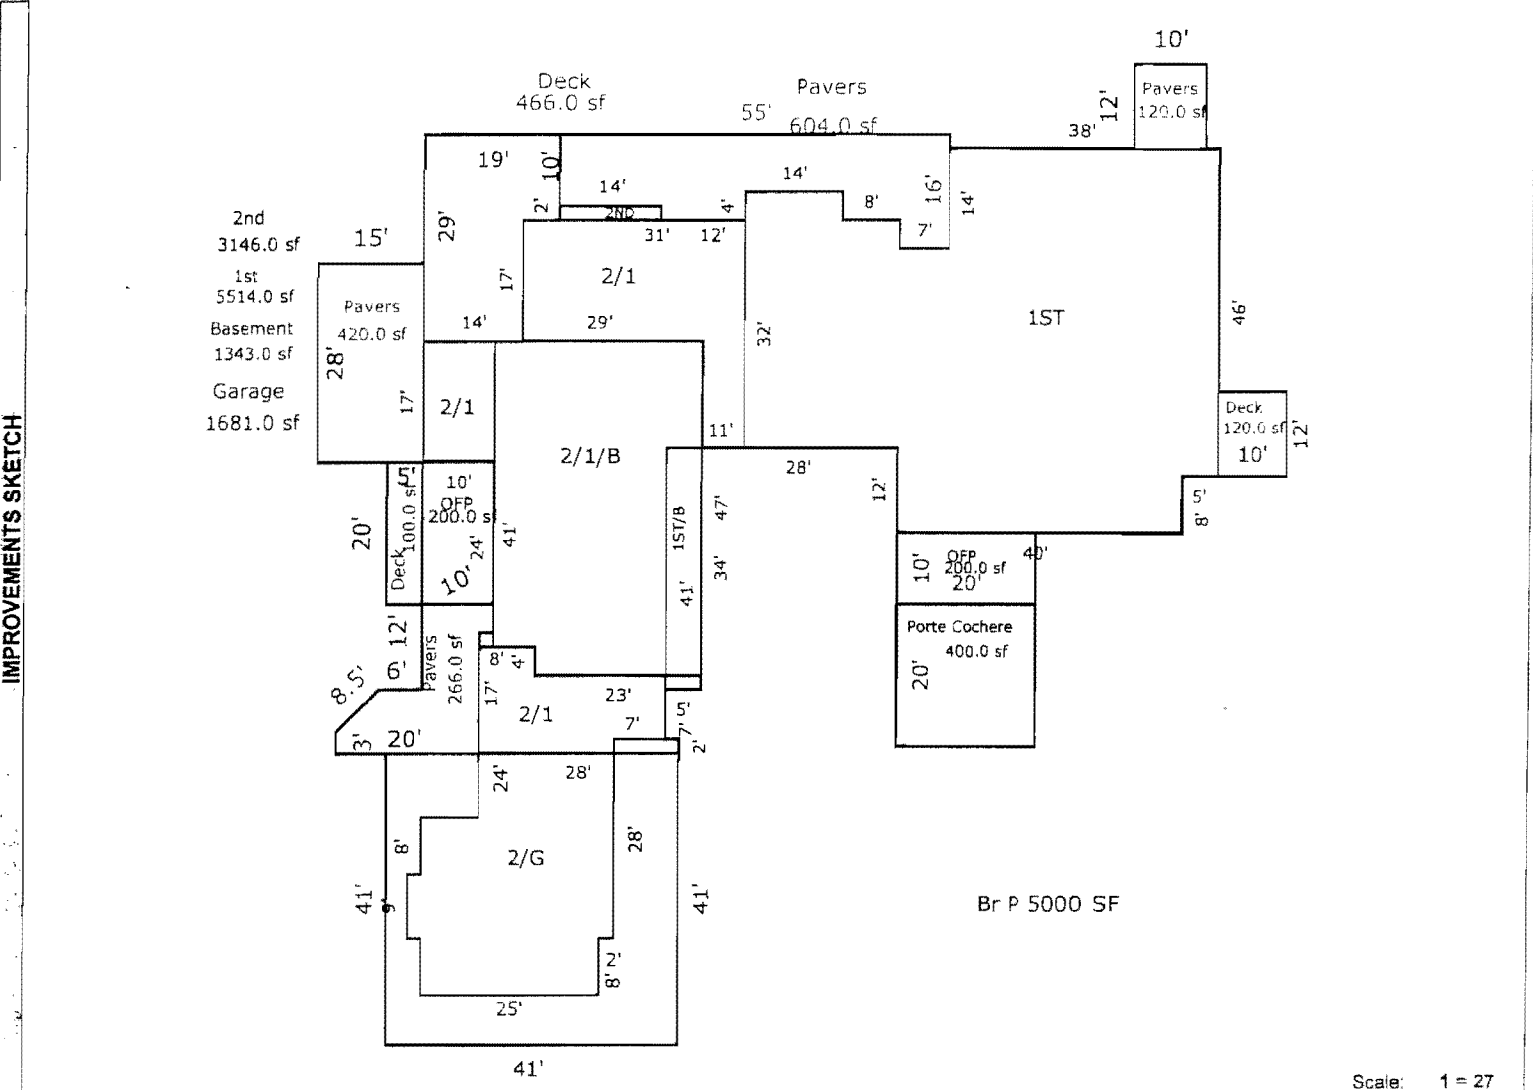 10'
Deck
466.0 sf
Pavers
604.0 sf
55'
38'
12'
Pavers
120.0 sf
19'
10'
14'
14'
2'
2ND
4'
8'
16'
14'
7'
2nd
3146.0 sf
15'
29'
31'
12'
1st
5514.0 sf
17'
2/1
Pavers
420.0 sf
Basement
1343.0 sf
14'
29'
32'
1ST
46'
28'
Garage
1681.0 sf
17'
2/1
11'
Deck
120.0 sf
10'
12'
IMPROVEMENTS SKETCH
2/1/B
28'
5'
10'
OFP
200.0 sf
100.0 sf
Deck
20'
24'
41'
10'
1ST/B
47'
34'
41'
12'
5'
8'
40'
10'
OFP
200.0 sf
20'
Porte Cochere
400.0 sf
20'
12'
Pavers
266.0 sf
6'
8.5'
3'
20'
8'
4'
17'
23'
2/1
7'
5'
7'
2'
24'
28'
8'
2/G
28'
41'
9'
41'
2'
8'
25'
41'
Br P 5000 SF
Scale: 1 = 27